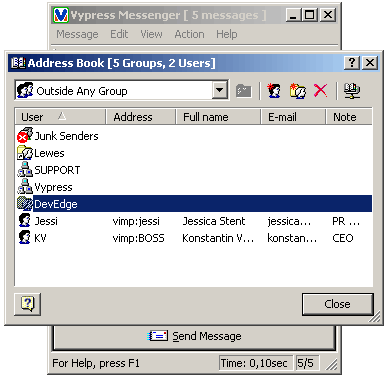 Vypress Messenger [ 5 messages ]
Message Edit View Action Help
Address Book [5 Groups, 2 Users]
Outside Any Group
User Address Full name E-mail Note
Junk Senders
Lewes
SUPPORT
Vypress
DevEdge
Jessi vimp:jessi Jessica Stent jessica... PR ...
KV vimp:BOSS Konstantin V... konstan... CEO
Close
Send Message
For Help, press F1 Time: 0,10sec 5/5